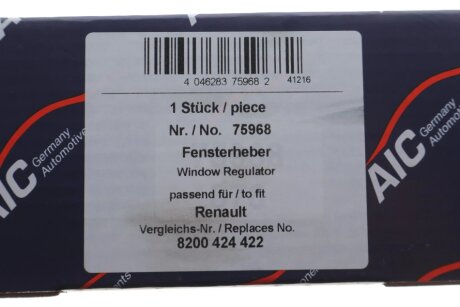 4 046283 75968 2 41216
1 Stück / piece
Nr. / No. 75968
Fensterheber
Window Regulator
passend für / to fit
Renault
Vergleichs-Nr. / Replaces No.
8200 424 422
AIC
Germany
Automotive
AIC
Germany
Automotive